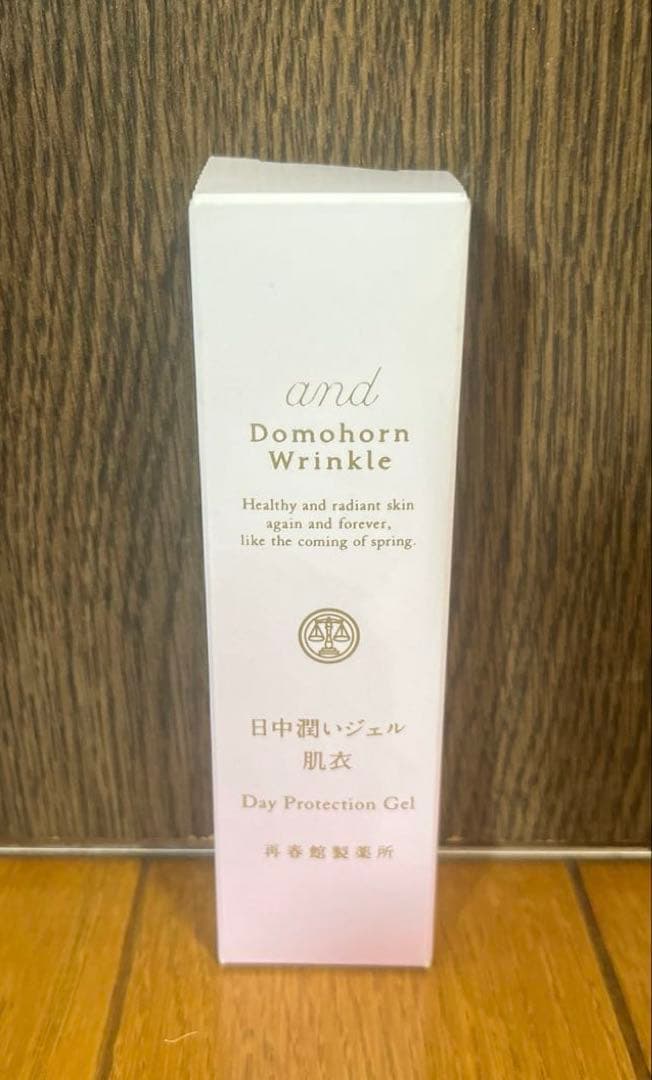 and
Domohorn
Wrinkle
Healthy and radiant skin
again and forever,
like the coming of spring.
日中潤いジェル
肌衣
Day Protection Gel
再春館製薬所